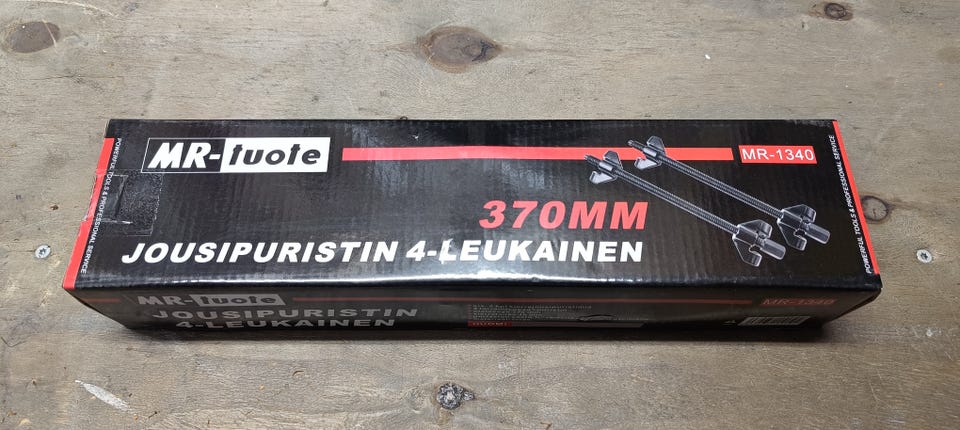 MR-tuote
MR-1340
370MM
JOUSIPURISTIN 4-LEUKAINEN
POWERFUL TOOLS & PROFESSIONAL SERVICE
POWERFUL TOOLS & PROFESSIONAL SERVICE
MR-tuote
MR-1340
JOUSIPURISTIN
4-LEUKAINEN